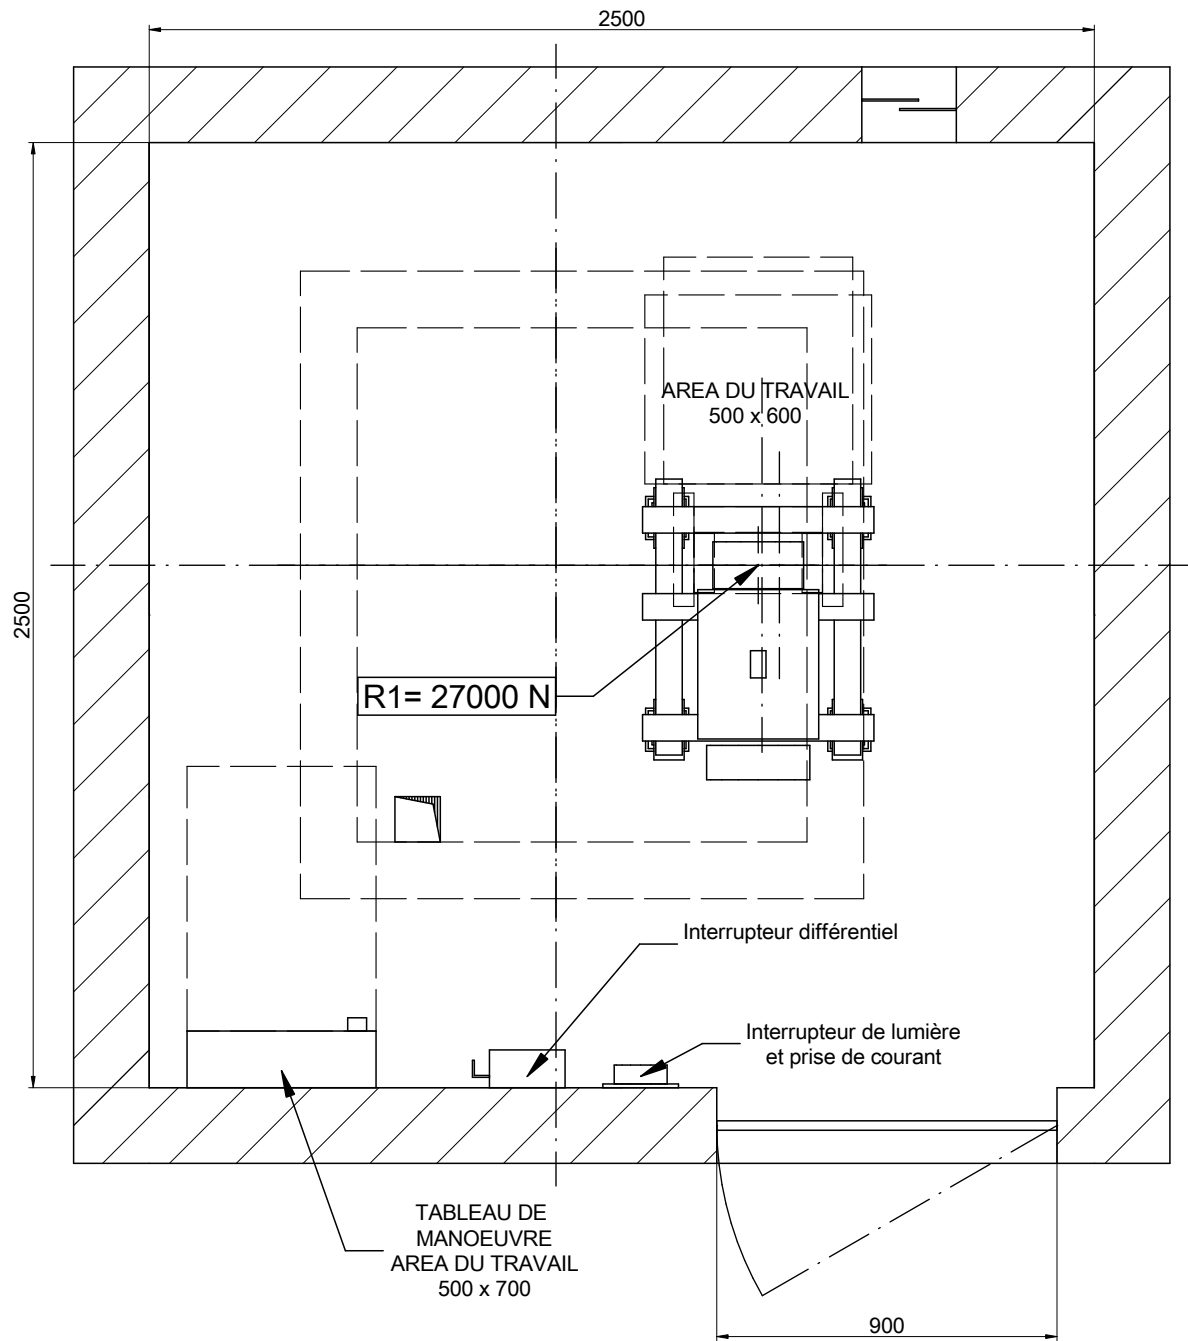 2500
AREA DU TRAVAIL
500 x 600
2500
R1= 27000 N
Interrupteur différentiel
Interrupteur de lumière
et prise de courant
TABLEAU DE
MANOEUVRE
AREA DU TRAVAIL
500 x 700
900